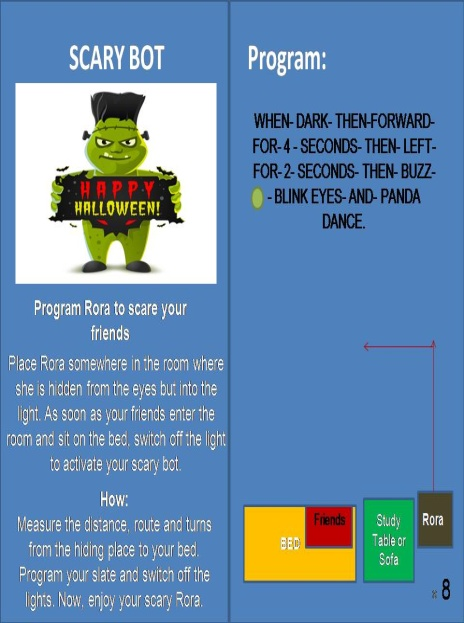 SCARY BOT
HAPPY
HALLOWEEN!
Program Rora to scare your
friends
Place Rora somewhere in the room where
she is hidden from the eyes but into the
light. As soon as your friends enter the
room and sit on the bed, switch off the light
to activate your scary bot.
How:
Measure the distance, route and turns
from the hiding place to your bed.
Program your slate and switch off the
lights. Now, enjoy your scary Rora.
Program:
WHEN- DARK- THEN-FORWARD-
FOR- 4 - SECONDS- THEN- LEFT-
FOR- 2- SECONDS- THEN- BUZZ-
- BLINK EYES- AND- PANDA
DANCE.
BED
Friends
Study
Table or
Sofa
Rora
8